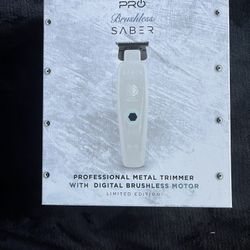 PRO
Brushless
SABER
PROFESSIONAL METAL TRIMMER
WITH DIGITAL BRUSHLESS MOTOR
LIMITED EDITION!